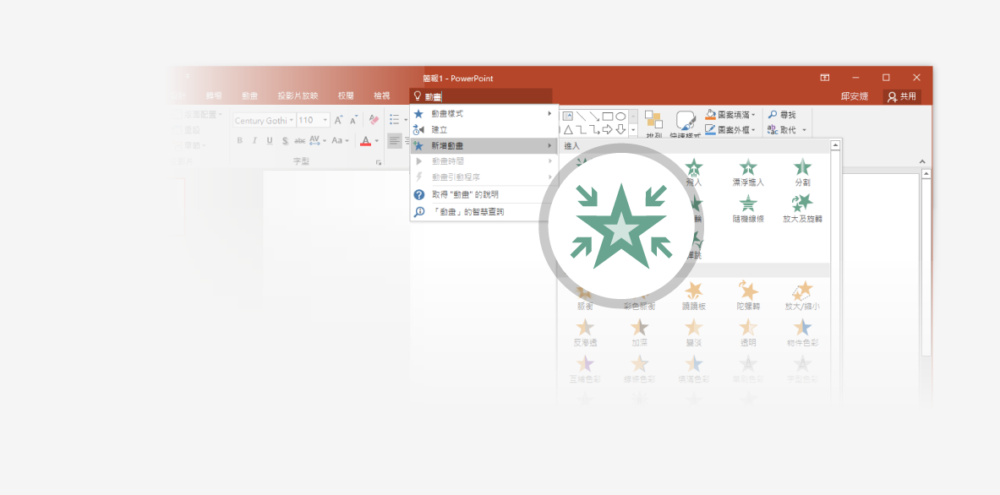 簡報1 - PowerPoint
轉場 動畫 投影片放映 校閱 檢視 動畫 邱安婕 共用
Century Gothi 110 A A
B I U S abc AV Aa A
字型
動畫樣式
建立
新增動畫
動畫時間
動畫引動程序
取得 "動畫" 的說明
「動畫」的智慧查詢
排列 快速樣式
圖案填滿 尋找
圖案外框 取代
進入
飛入 漂浮進入 分割
輪 隨機線條 放大及旋轉
彈跳
脈衝 彩色脈衝 蹺蹺板 陀螺轉 放大/縮小
反滲透 加深 變淡 透明 物件色彩
互補色彩 線條色彩 填滿色彩 筆刷色彩 字型色彩